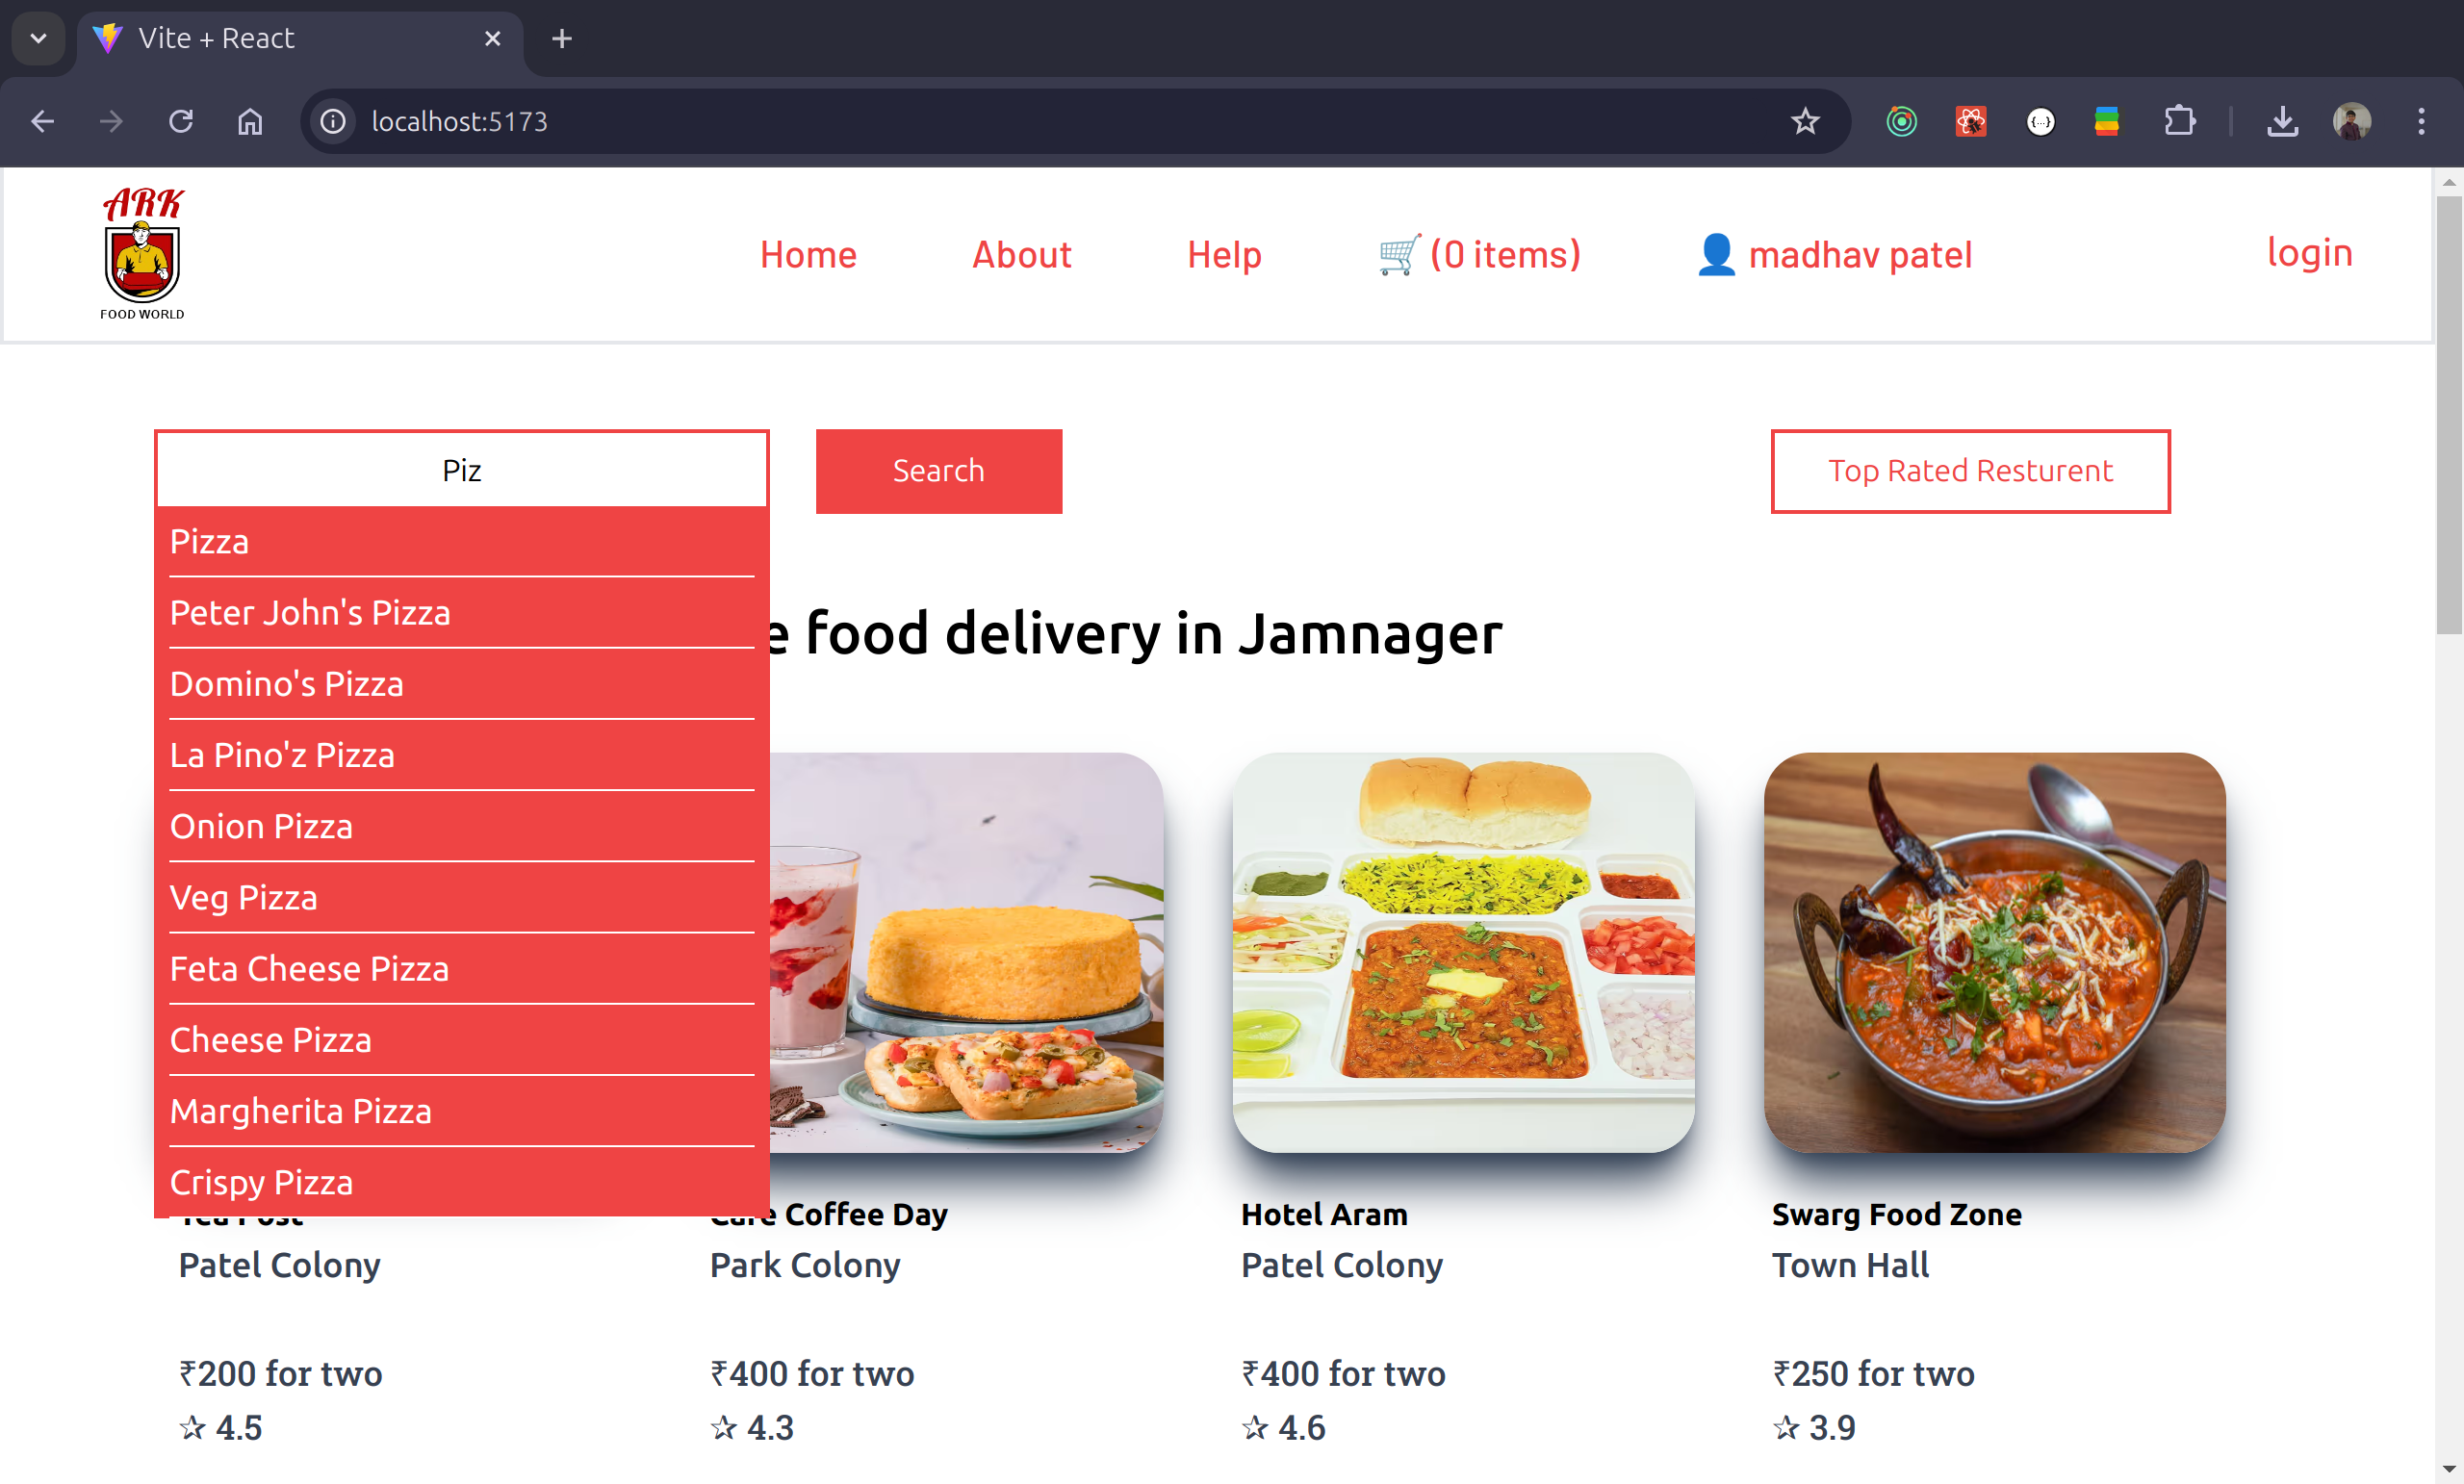 Vite + React
localhost:5173
ARK
FOOD WORLD
Home
About
Help
🛒 (0 items)
👤 madhav patel
login
Piz
Search
Top Rated Resturent
Pizza
Peter John's Pizza
Domino's Pizza
La Pino'z Pizza
Onion Pizza
Veg Pizza
Feta Cheese Pizza
Cheese Pizza
Margherita Pizza
Crispy Pizza
food delivery in Jamnager
Tea Post
Patel Colony
₹200 for two
☆ 4.5
Cafe Coffee Day
Park Colony
₹400 for two
☆ 4.3
Hotel Aram
Patel Colony
₹400 for two
☆ 4.6
Swarg Food Zone
Town Hall
₹250 for two
☆ 3.9